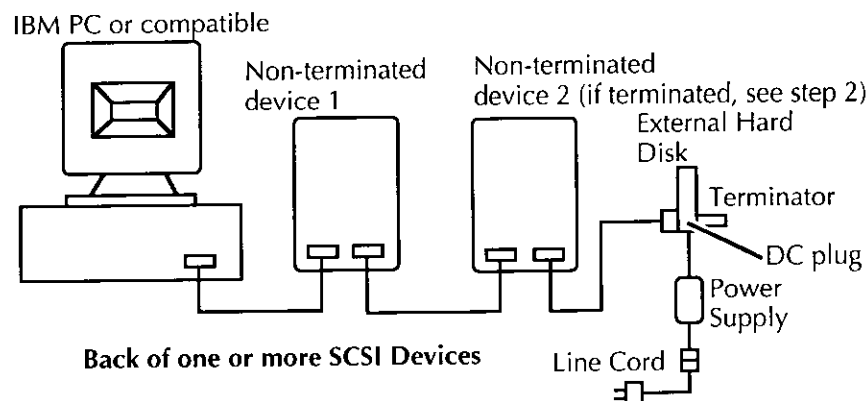 IBM PC or compatible
Non-terminated
device 1
Non-terminated
device 2 (if terminated, see step 2)
External Hard
Disk
Terminator
DC plug
Power
Supply
Line Cord
Back of one or more SCSI Devices